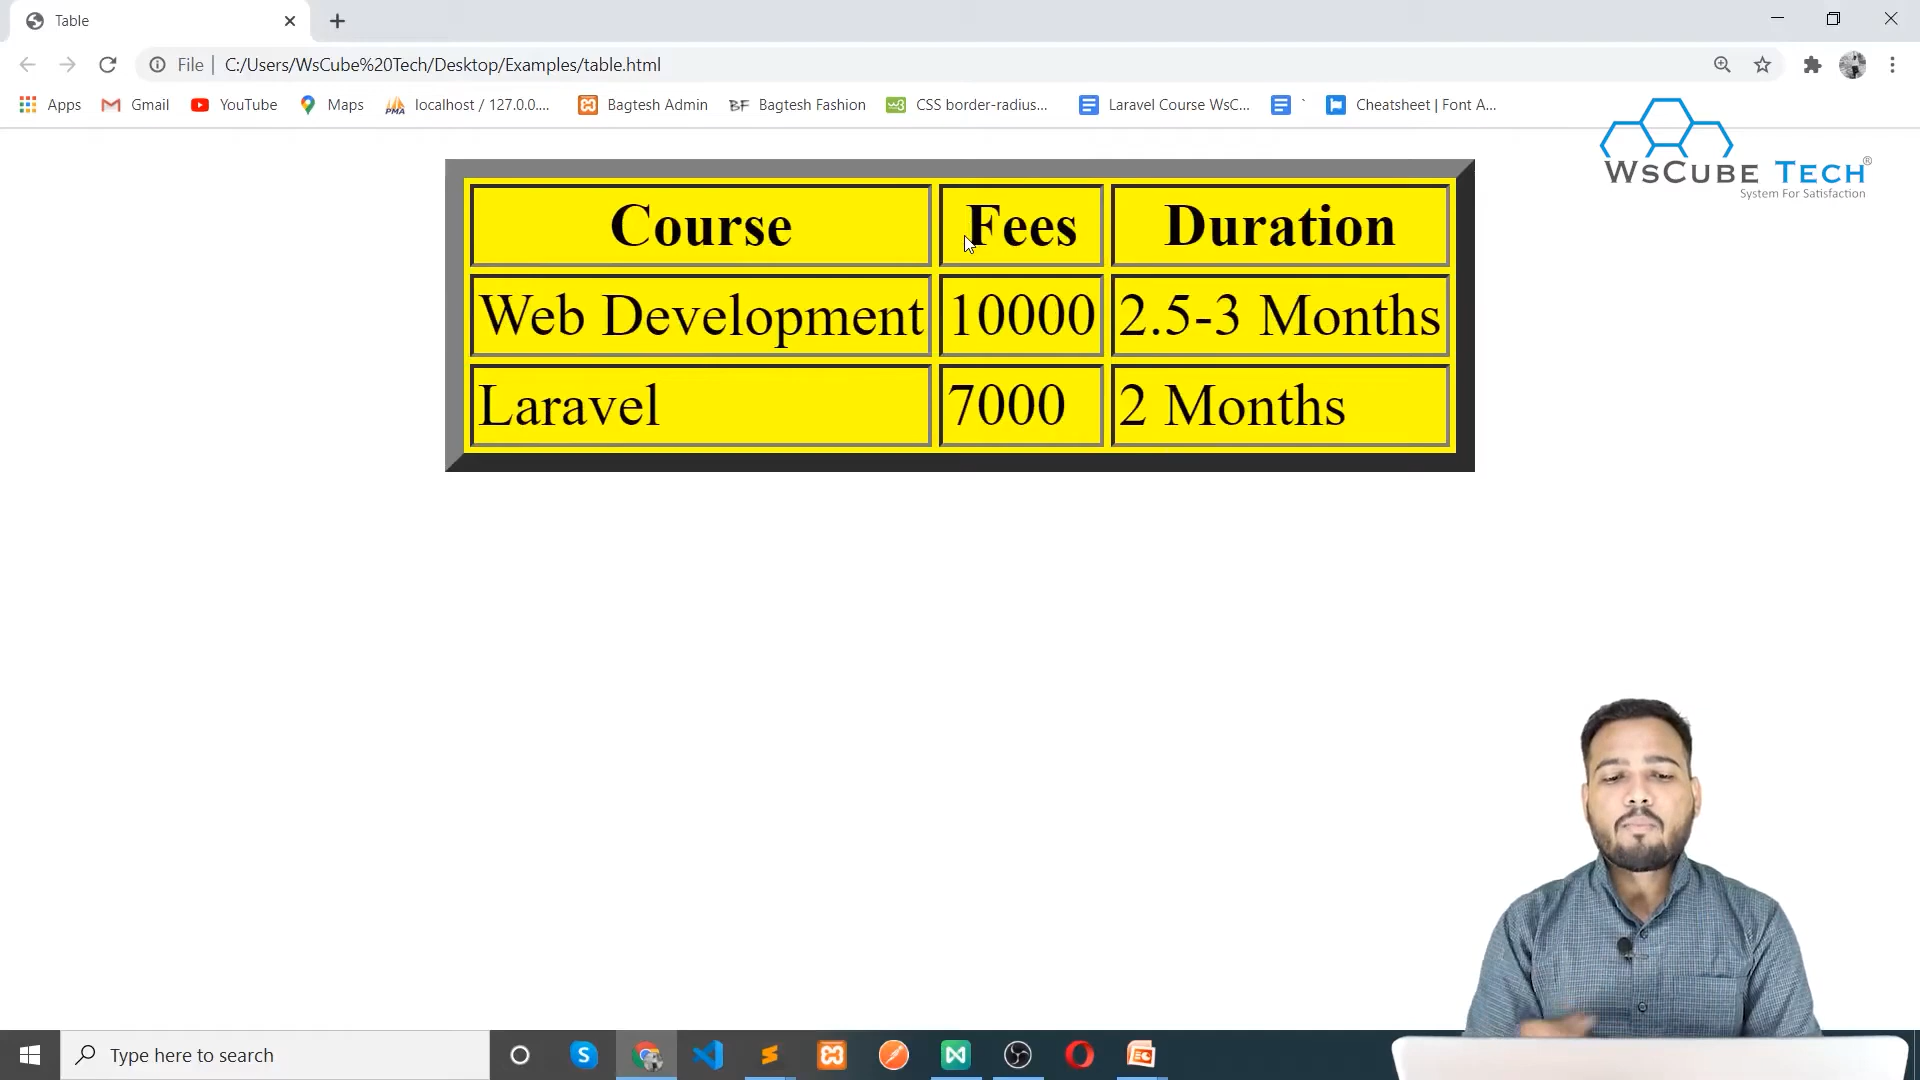 Table
File | C:/Users/WsCube%20Tech/Desktop/Examples/table.html
Apps Gmail YouTube Maps localhost / 127.0.0.... Bagtesh Admin BF Bagtesh Fashion CSS border-radius... Laravel Course WsC... ` Cheatsheet | Font A...
WsCube Tech®
System For Satisfaction
Course Fees Duration
Web Development 10000 2.5-3 Months
Laravel 7000 2 Months
Type here to search